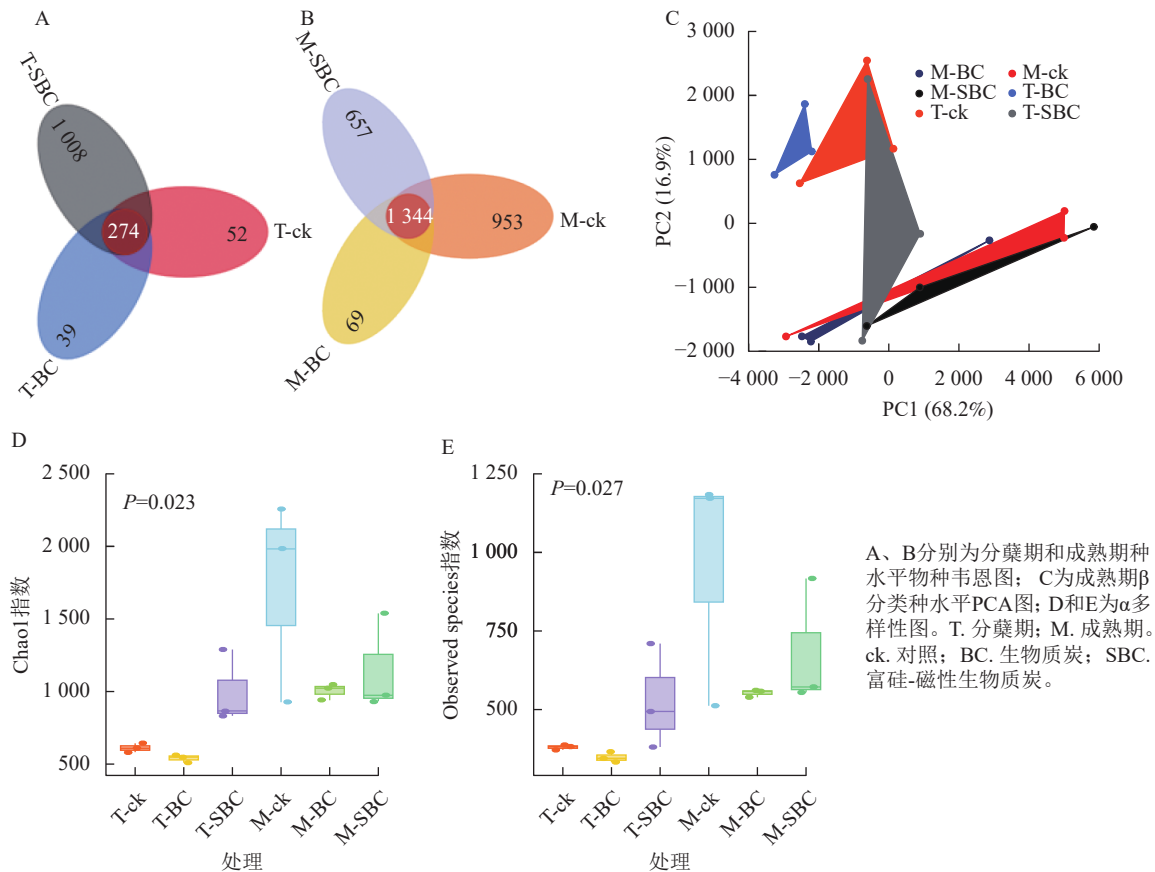 A
T-SBC
1 008
274
52
T-ck
39
T-BC
B
M-SBC
657
1 344
953
M-ck
69
M-BC
C
3 000
2 000
1 000
0
−1 000
−2 000
PC2 (16.9%)
M-BC
M-ck
M-SBC
T-BC
T-ck
T-SBC
−4 000
−2 000
0
2 000
4 000
6 000
PC1 (68.2%)
D
2 500
2 000
1 500
1 000
500
Chao1指数
P=0.023
T-ck
T-BC
T-SBC
M-ck
M-BC
M-SBC
处理
E
1 250
1 000
750
500
Observed species指数
P=0.027
T-ck
T-BC
T-SBC
M-ck
M-BC
M-SBC
处理
A、B分别为分蘖期和成熟期种
水平物种韦恩图； C为成熟期β
分类种水平PCA图；D和E为α多
样性图。T. 分蘖期；M. 成熟期。
ck. 对照；BC. 生物质炭；SBC.
富硅-磁性生物质炭。